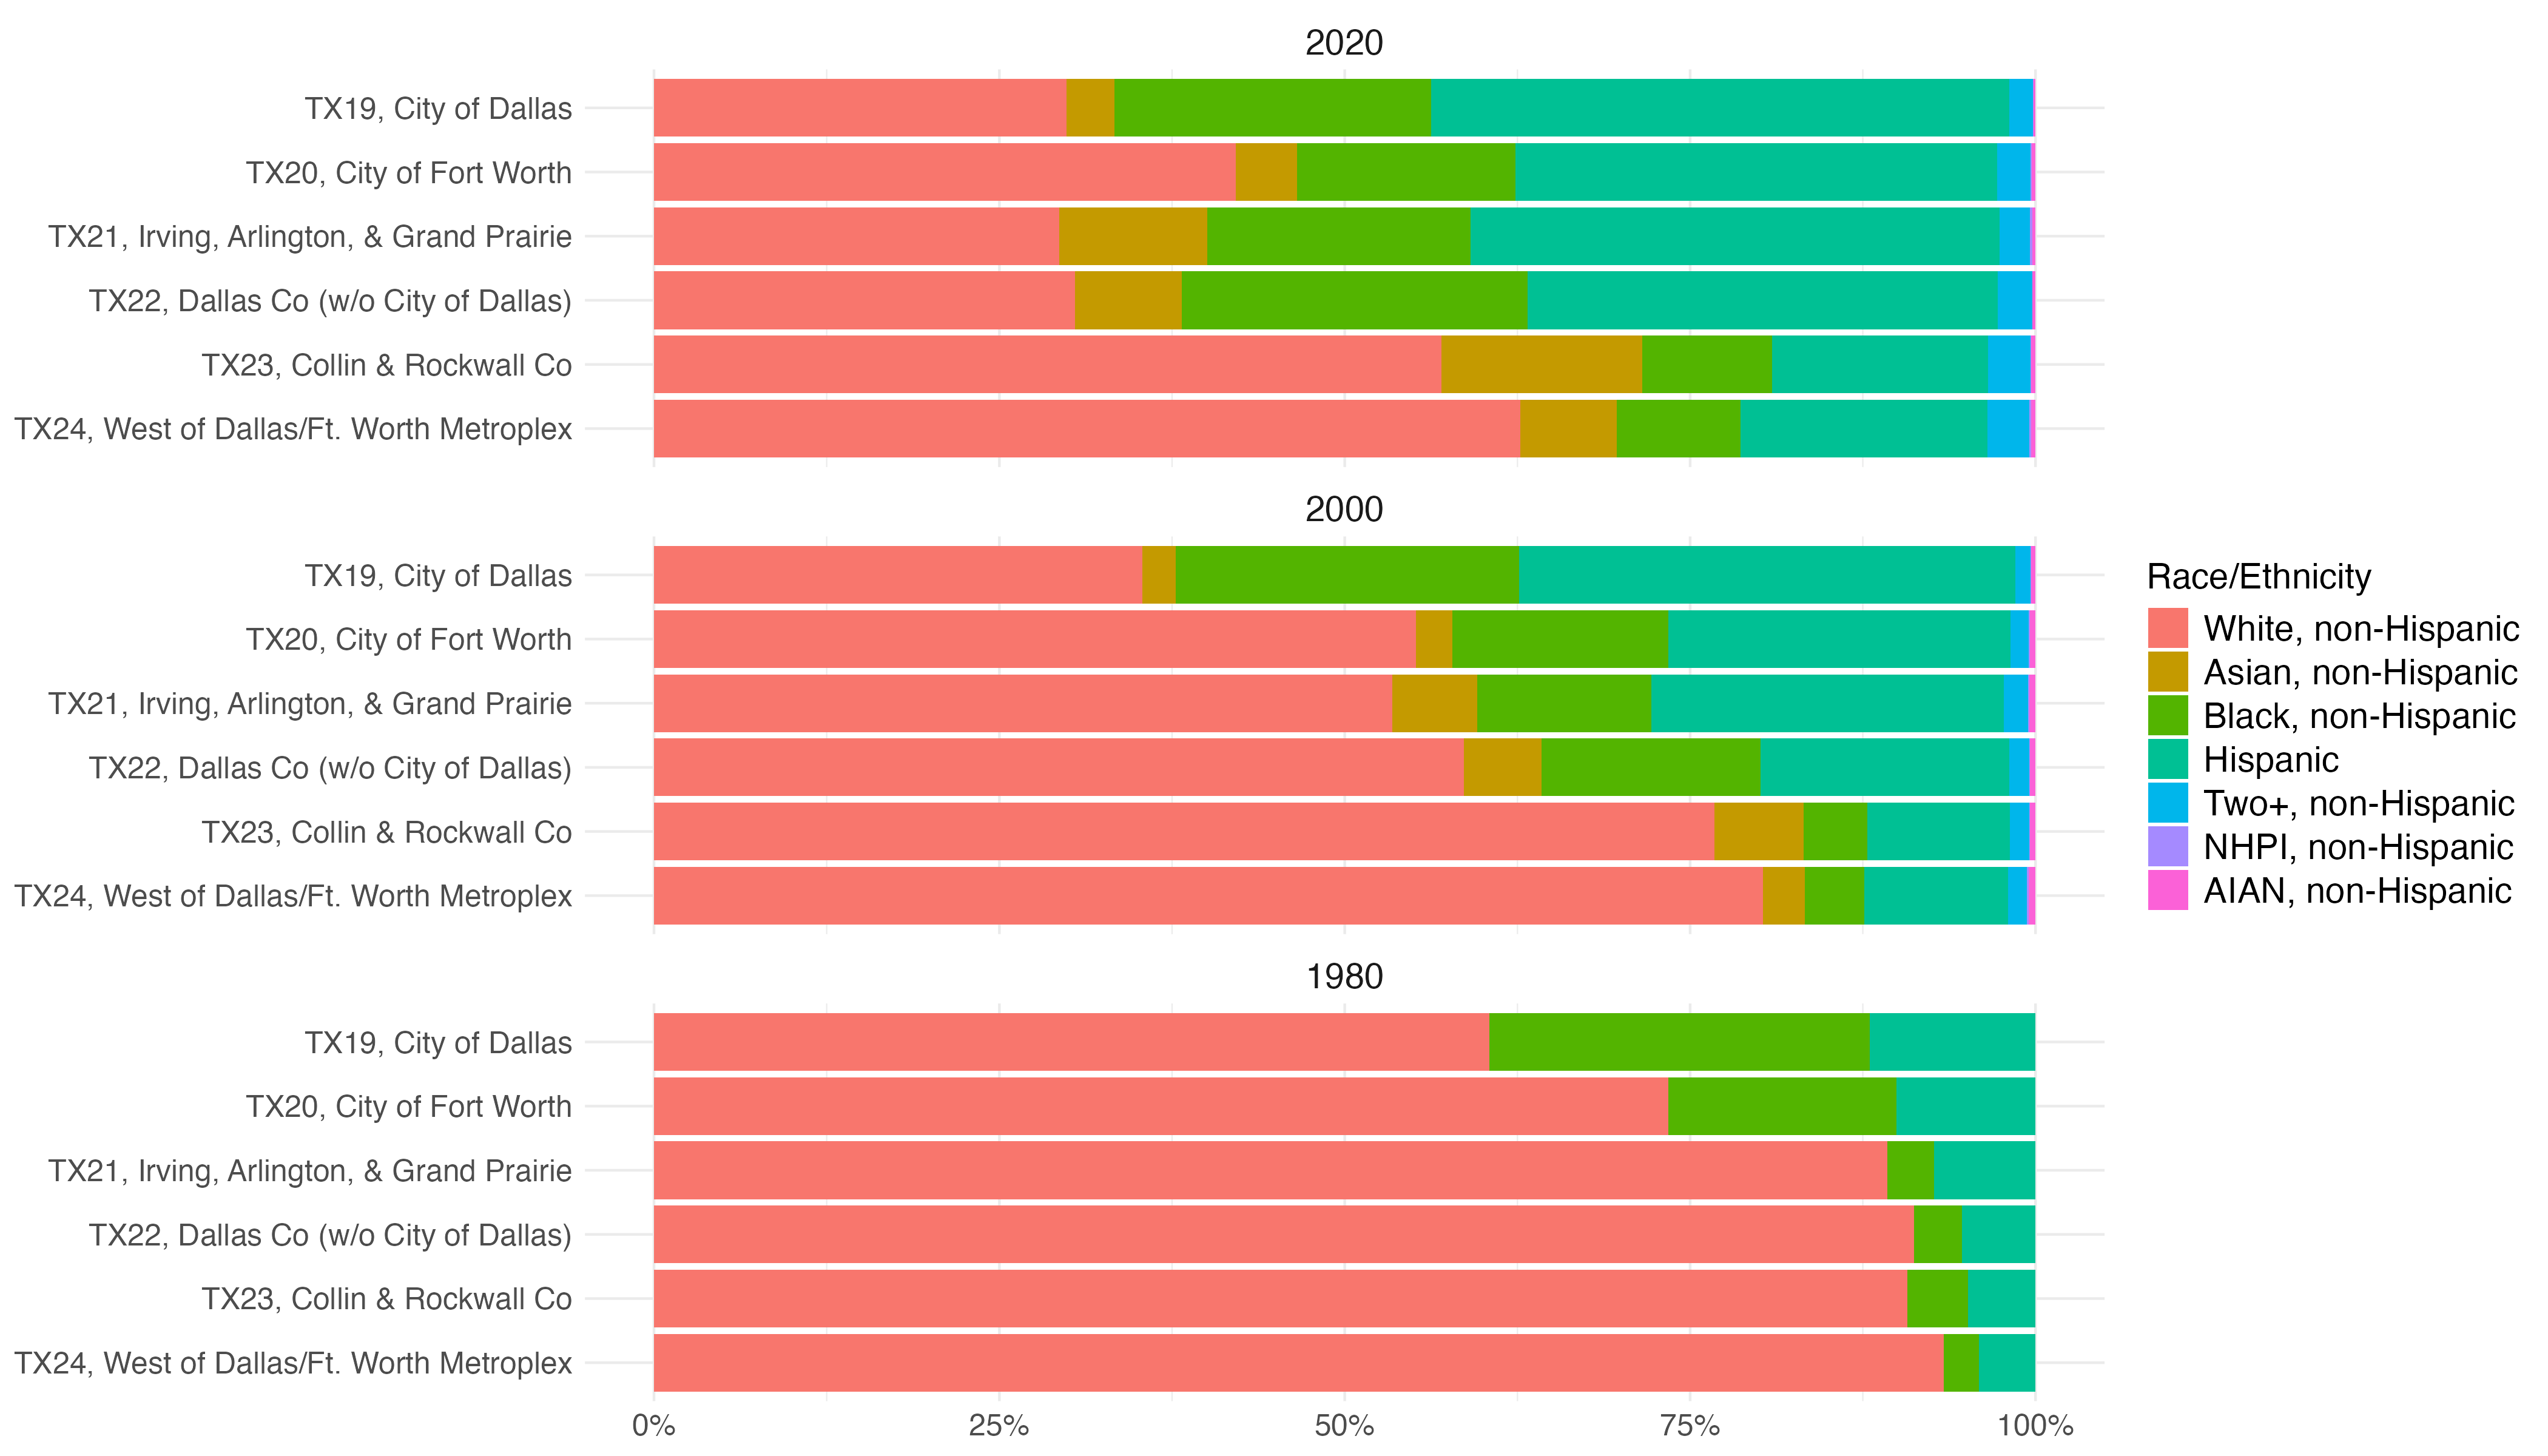 2020
TX19, City of Dallas
TX20, City of Fort Worth
TX21, Irving, Arlington, & Grand Prairie
TX22, Dallas Co (w/o City of Dallas)
TX23, Collin & Rockwall Co
TX24, West of Dallas/Ft. Worth Metroplex
2000
TX19, City of Dallas
TX20, City of Fort Worth
TX21, Irving, Arlington, & Grand Prairie
TX22, Dallas Co (w/o City of Dallas)
TX23, Collin & Rockwall Co
TX24, West of Dallas/Ft. Worth Metroplex
1980
TX19, City of Dallas
TX20, City of Fort Worth
TX21, Irving, Arlington, & Grand Prairie
TX22, Dallas Co (w/o City of Dallas)
TX23, Collin & Rockwall Co
TX24, West of Dallas/Ft. Worth Metroplex
0% 25% 50% 75% 100%
Race/Ethnicity
White, non-Hispanic
Asian, non-Hispanic
Black, non-Hispanic
Hispanic
Two+, non-Hispanic
NHPI, non-Hispanic
AIAN, non-Hispanic